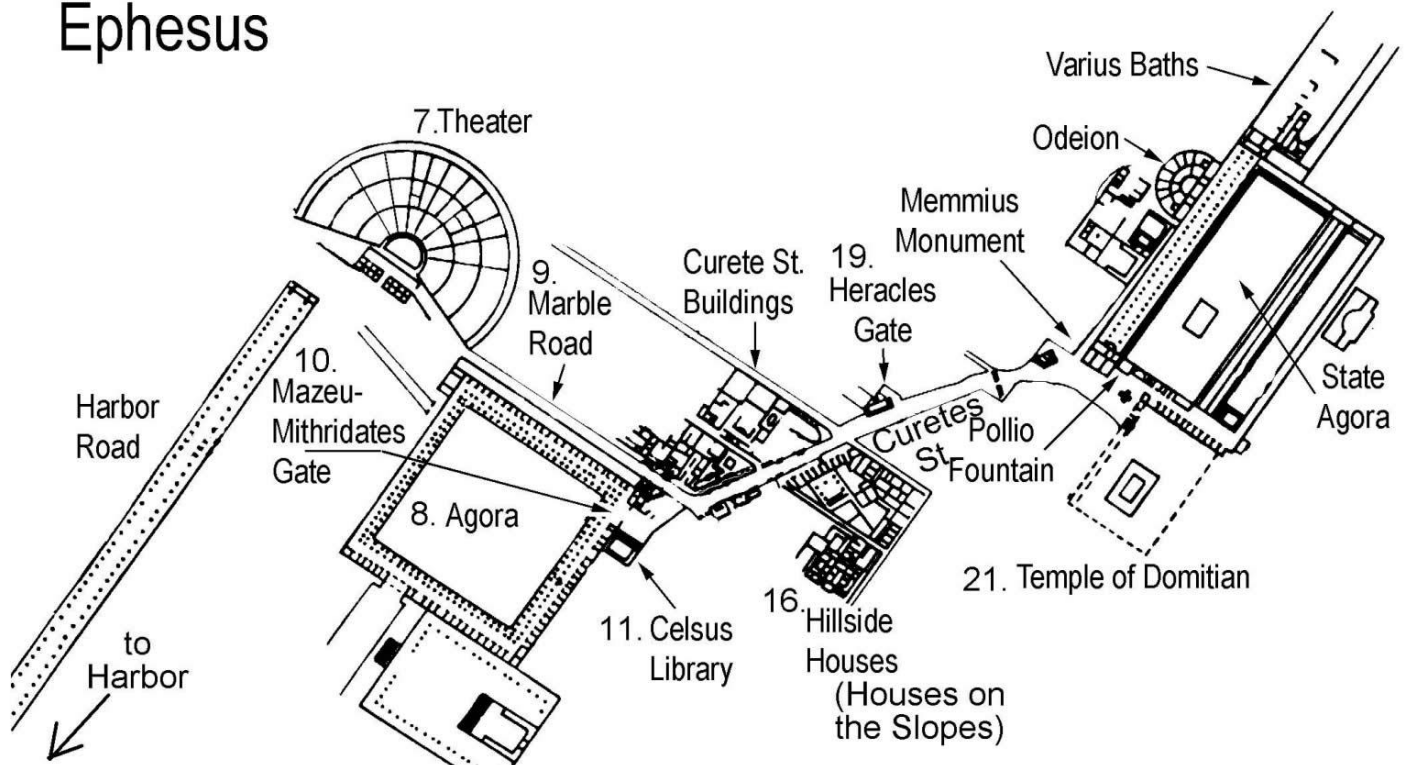 Ephesus
Varius Baths
7.Theater
Odeion
Memmius
Monument
9.
Marble
Road
Curete St.
Buildings
19.
Heracles
Gate
10.
Mazeu-
Mithridates
Gate
Harbor
Road
State
Agora
Curetes
St.
Pollio
Fountain
8. Agora
21. Temple of Domitian
11. Celsus
Library
16.
Hillside
Houses
(Houses on
the Slopes)
to
Harbor